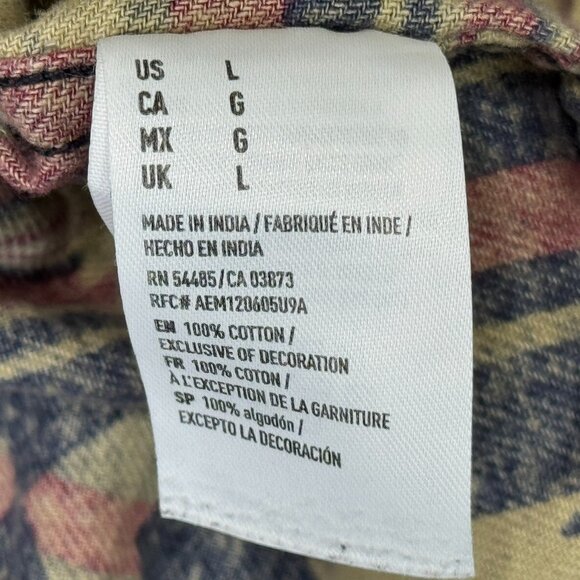 US L
CA G
MX G
UK L
MADE IN INDIA / FABRIQUÉ EN INDE /
HECHO EN INDIA
RN 54485 / CA 03873
RFC# AEM120605U9A
EN 100% COTTON /
EXCLUSIVE OF DECORATION
FR 100% COTON /
À L'EXCEPTION DE LA GARNITURE
SP 100% algodón /
EXCEPTO LA DECORACIÓN